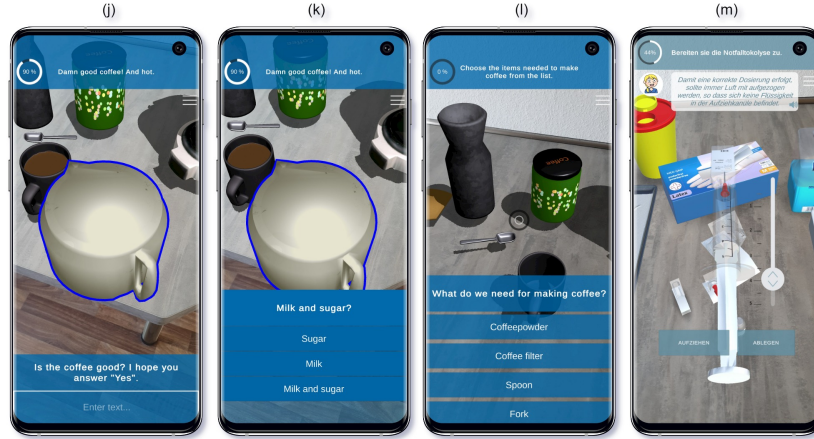 (j)
(k)
(l)
(m)
90 %
Damn good coffee! And hot.
Is the coffee good? I hope you
answer "Yes".
Enter text...
90 %
Damn good coffee! And hot.
Milk and sugar?
Sugar
Milk
Milk and sugar
0 %
Choose the items needed to make
coffee from the list.
Coffee
What do we need for making coffee?
Coffeepowder
Coffee filter
Spoon
Fork
44%
Bereiten sie die Notfalltokolyse zu.
Damit eine korrekte Dosierung erfolgt,
sollte immer Luft mit aufgezogen
werden, so dass sich keine Flüssigkeit
in der Aufziehkanüle befindet.
Latex
AUFZIEHEN
ABLEGEN